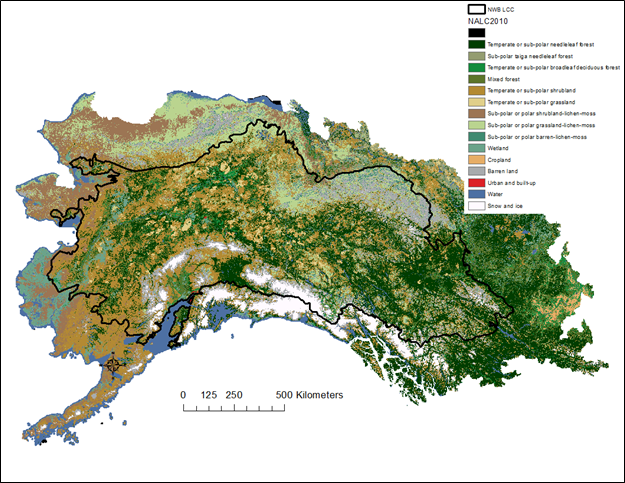 NWB LCC
NALC2010
Temperate or sub-polar needleleaf forest
Sub-polar taiga needleleaf forest
Temperate or sub-polar broadleaf deciduous forest
Mixed forest
Temperate or sub-polar shrubland
Temperate or sub-polar grassland
Sub-polar or polar shrubland-lichen-moss
Sub-polar or polar grassland-lichen-moss
Sub-polar or polar barren-lichen-moss
Wetland
Cropland
Barren land
Urban and built-up
Water
Snow and ice
0 125 250 500 Kilometers